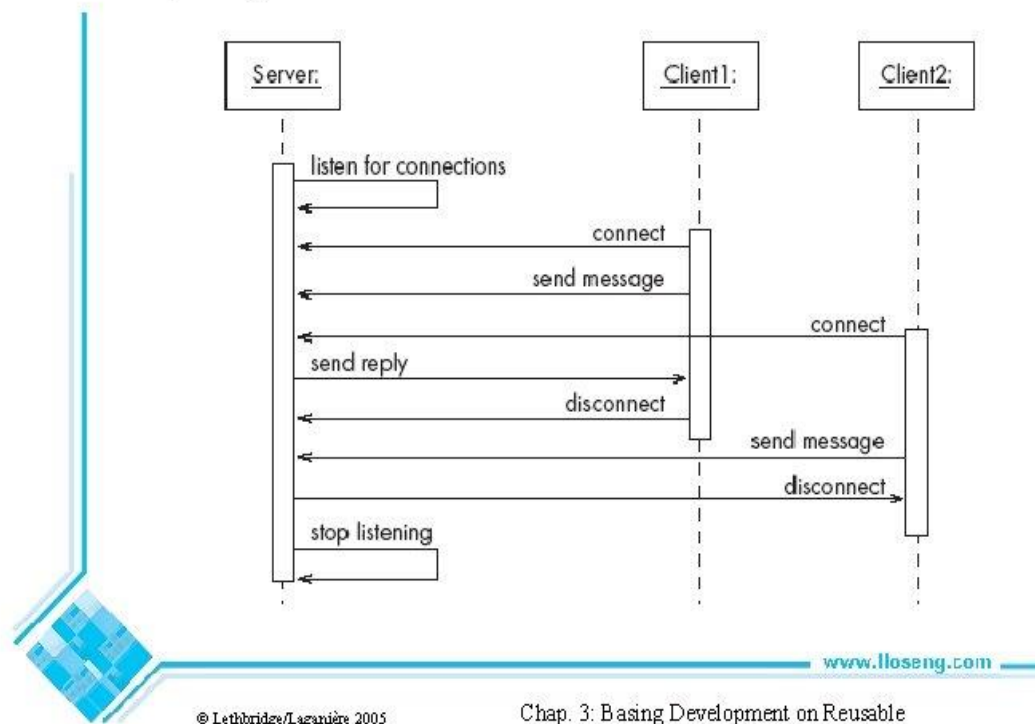 Server:
Client1:
Client2:
listen for connections
connect
send message
connect
send reply
disconnect
send message
disconnect
stop listening
www.lloseng.com
© Lethbridge/Laganière 2005
Chap. 3: Basing Development on Reusable